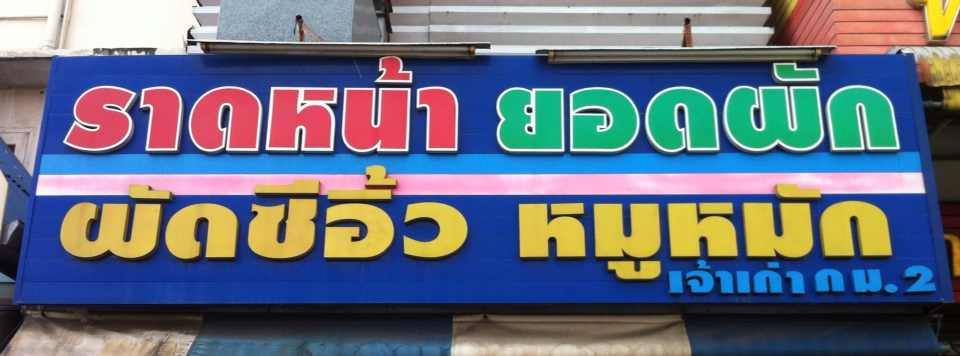 ราดหน้า ยอดผัก
ผัดซีอิ้ว หมูหมัก
เจ้าเก่า ก ม. 2